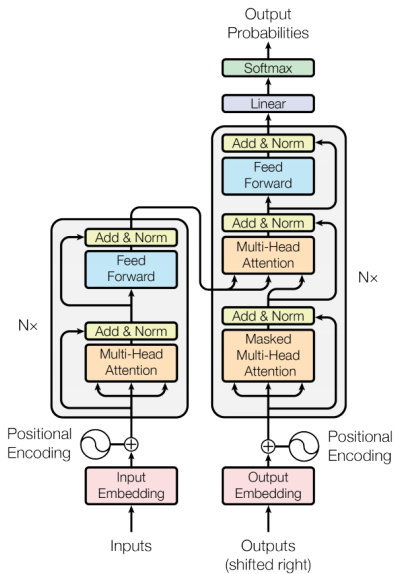 Output
Probabilities
Softmax
Linear
Add & Norm
Feed
Forward
Add & Norm
Multi-Head
Attention
Add & Norm
Masked
Multi-Head
Attention
N×
Add & Norm
Feed
Forward
Add & Norm
Multi-Head
Attention
N×
Positional
Encoding
Positional
Encoding
Input
Embedding
Output
Embedding
Inputs
Outputs
(shifted right)